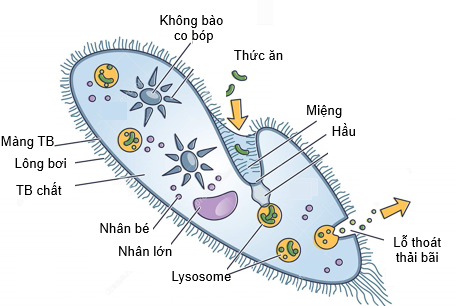 Không bào
co bóp
Thức ăn
Miệng
Hầu
Màng TB
Lông bơi
TB chất
Nhân bé
Nhân lớn
Lysosome
Lỗ thoát
thải bãi